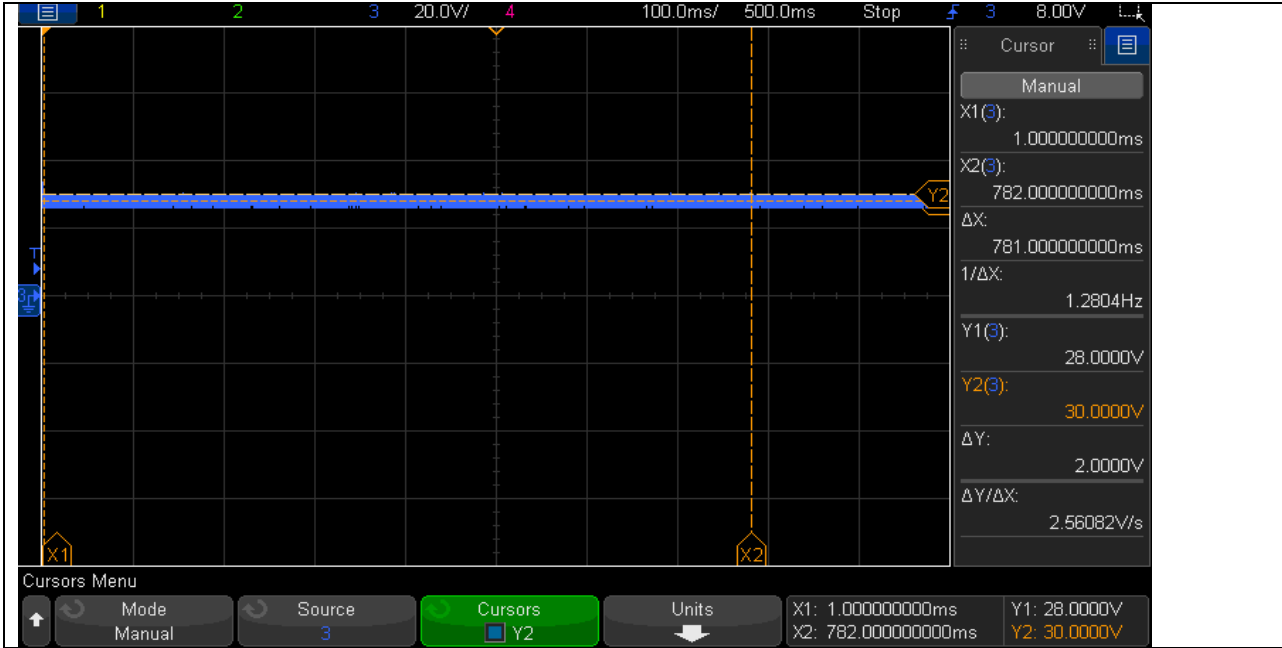 1 2 3 20.0V/ 4 100.0ms/ 500.0ms Stop 3 8.00V
Cursor
Manual
X1(3):
1.000000000ms
X2(3):
782.000000000ms
ΔX:
781.000000000ms
1/ΔX:
1.2804Hz
Y1(3):
28.0000V
Y2(3):
30.0000V
ΔY:
2.0000V
ΔY/ΔX:
2.56082V/s
Y2
T
3
X1 X2
Cursors Menu
Mode Source Cursors Units X1: 1.000000000ms Y1: 28.0000V
Manual 3 Y2 X2: 782.000000000ms Y2: 30.0000V